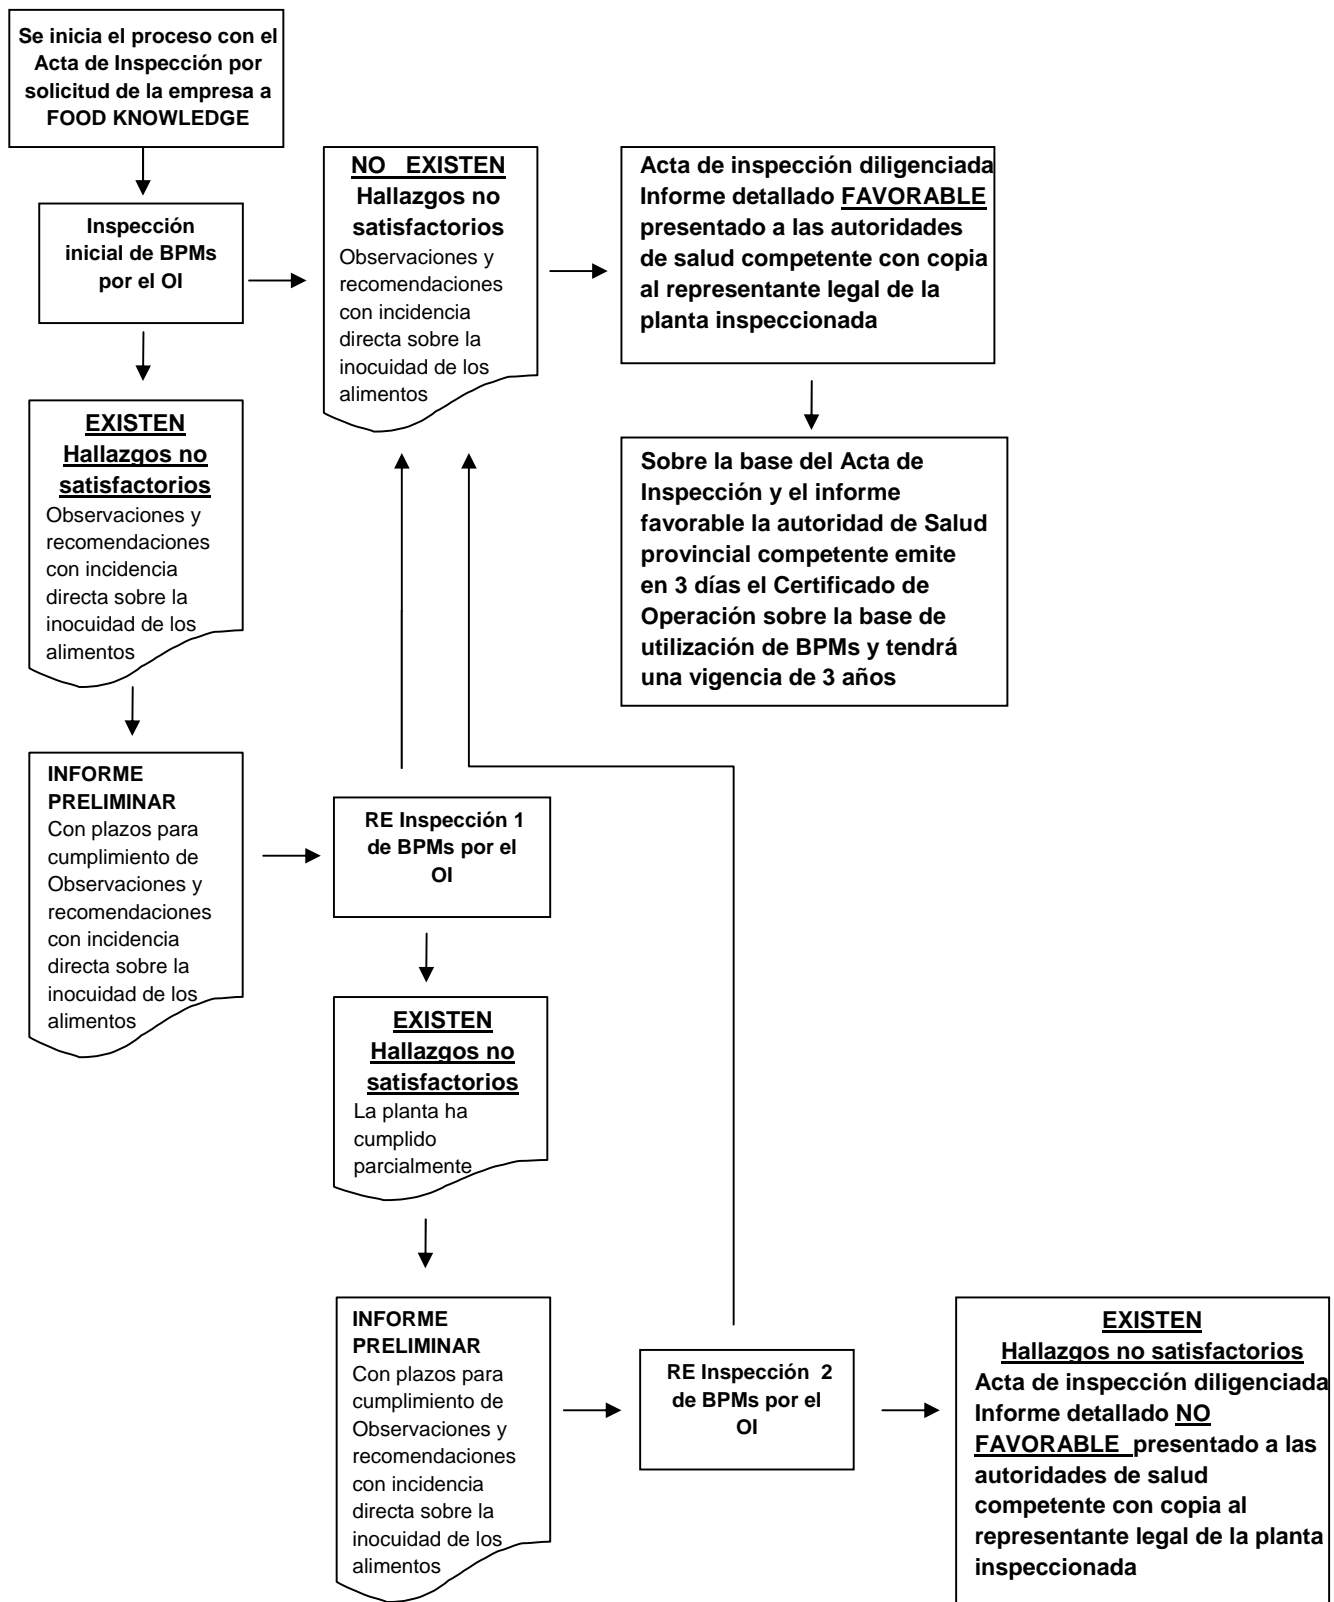 Se inicia el proceso con el
Acta de Inspección por
solicitud de la empresa a
FOOD KNOWLEDGE
Inspección
inicial de BPMs
por el OI
NO EXISTEN
Hallazgos no
satisfactorios
Observaciones y
recomendaciones
con incidencia
directa sobre la
inocuidad de los
alimentos
Acta de inspección diligenciada
Informe detallado FAVORABLE
presentado a las autoridades
de salud competente con copia
al representante legal de la
planta inspeccionada
Sobre la base del Acta de
Inspección y el informe
favorable la autoridad de Salud
provincial competente emite
en 3 días el Certificado de
Operación sobre la base de
utilización de BPMs y tendrá
una vigencia de 3 años
EXISTEN
Hallazgos no
satisfactorios
Observaciones y
recomendaciones
con incidencia
directa sobre la
inocuidad de los
alimentos
INFORME
PRELIMINAR
Con plazos para
cumplimiento de
Observaciones y
recomendaciones
con incidencia
directa sobre la
inocuidad de los
alimentos
RE Inspección 1
de BPMs por el
OI
EXISTEN
Hallazgos no
satisfactorios
La planta ha
cumplido
parcialmente
INFORME
PRELIMINAR
Con plazos para
cumplimiento de
Observaciones y
recomendaciones
con incidencia
directa sobre la
inocuidad de los
alimentos
RE Inspección 2
de BPMs por el
OI
EXISTEN
Hallazgos no satisfactorios
Acta de inspección diligenciada
Informe detallado NO
FAVORABLE presentado a las
autoridades de salud
competente con copia al
representante legal de la planta
inspeccionada